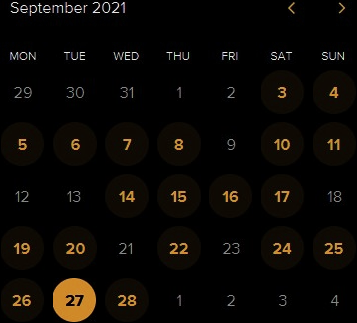 September 2021
MON TUE WED THU FRI SAT SUN
29 30 31 1 2 3 4
5 6 7 8 9 10 11
12 13 14 15 16 17 18
19 20 21 22 23 24 25
26 27 28 1 2 3 4